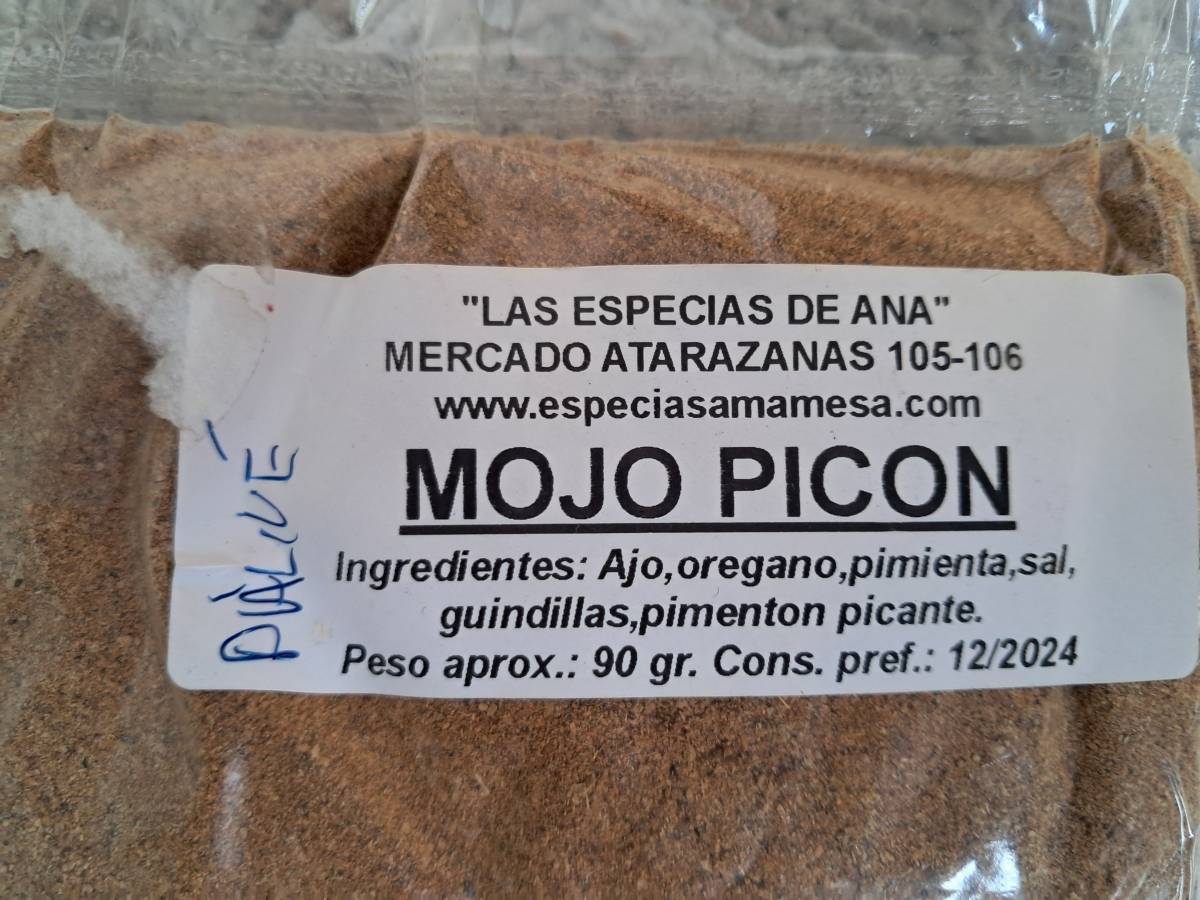 "LAS ESPECIAS DE ANA"
MERCADO ATARAZANAS 105-106
www.especiasamamesa.com
MOJO PICON
Ingredientes: Ajo,oregano,pimienta,sal,
guindillas,pimenton picante.
Peso aprox.: 90 gr. Cons. pref.: 12/2024